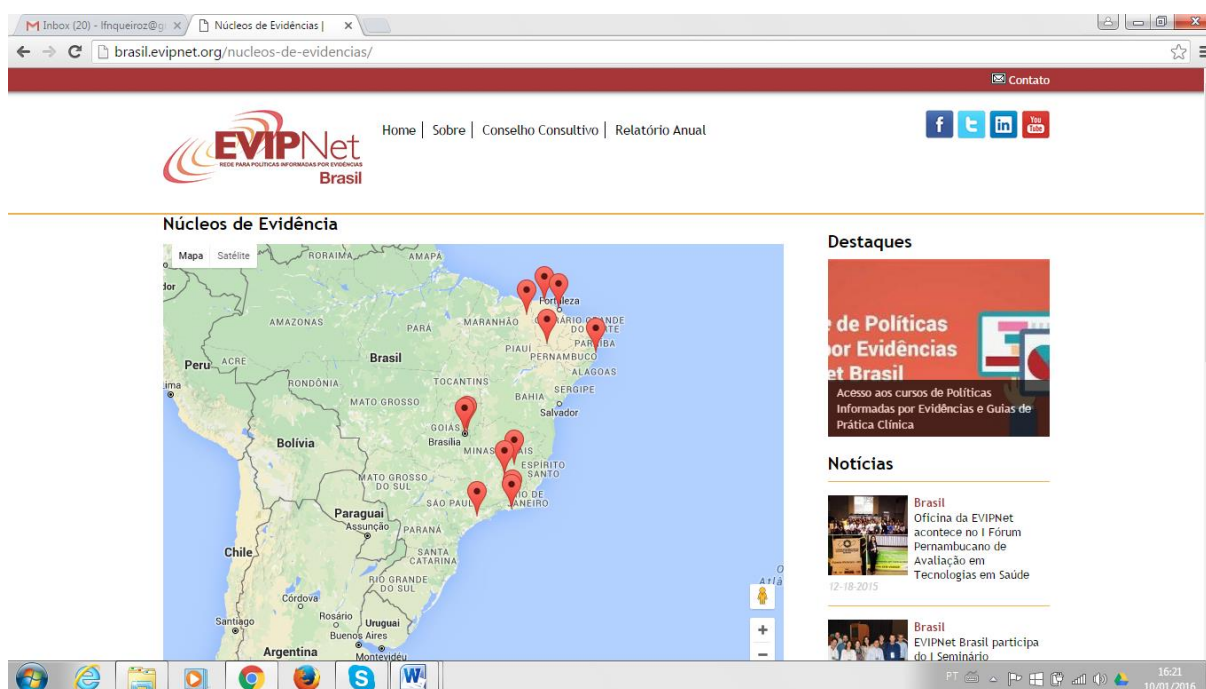 Inbox (20) - lfnqueiroz@g
Núcleos de Evidências |
brasil.evipnet.org/nucleos-de-evidencias/
Contato
EVIPNet
REDE PARA POLÍTICAS INFORMADAS POR EVIDÊNCIAS
Brasil
Home | Sobre | Conselho Consultivo | Relatório Anual
f t in You Tube
Núcleos de Evidência
Mapa Satélite
RORAIMA AMAPÁ
Fortaleza
AMAZONAS PARÁ MARANHÃO
PIAUÍ
PERNAMBUCO
ALAGOAS
Peru ACRE Brasil
RONDÔNIA TOCANTINS SERGIPE
MATO GROSSO BAHIA
Salvador
GOIÁS
Brasília
Bolívia
ESPÍRITO
SANTO
MATO GROSSO
DO SUL
Paraguai
Assunção PARANÁ
Chile SANTA
CATARINA
RIO GRANDE
DO SUL
Córdova
Rosário
Santiago Uruguai
Buenos Aires
Argentina Montevidéu
+
−
Destaques
de Políticas
or Evidências
et Brasil
Acesso aos cursos de Políticas
Informadas por Evidências e Guias de
Prática Clínica
Notícias
Brasil
Oficina da EVIPNet
acontece no I Fórum
Pernambucano de
Avaliação em
Tecnologias em Saúde
12-18-2015
Brasil
EVIPNet Brasil participa
do I Seminário
PT
16:21
10/01/2016